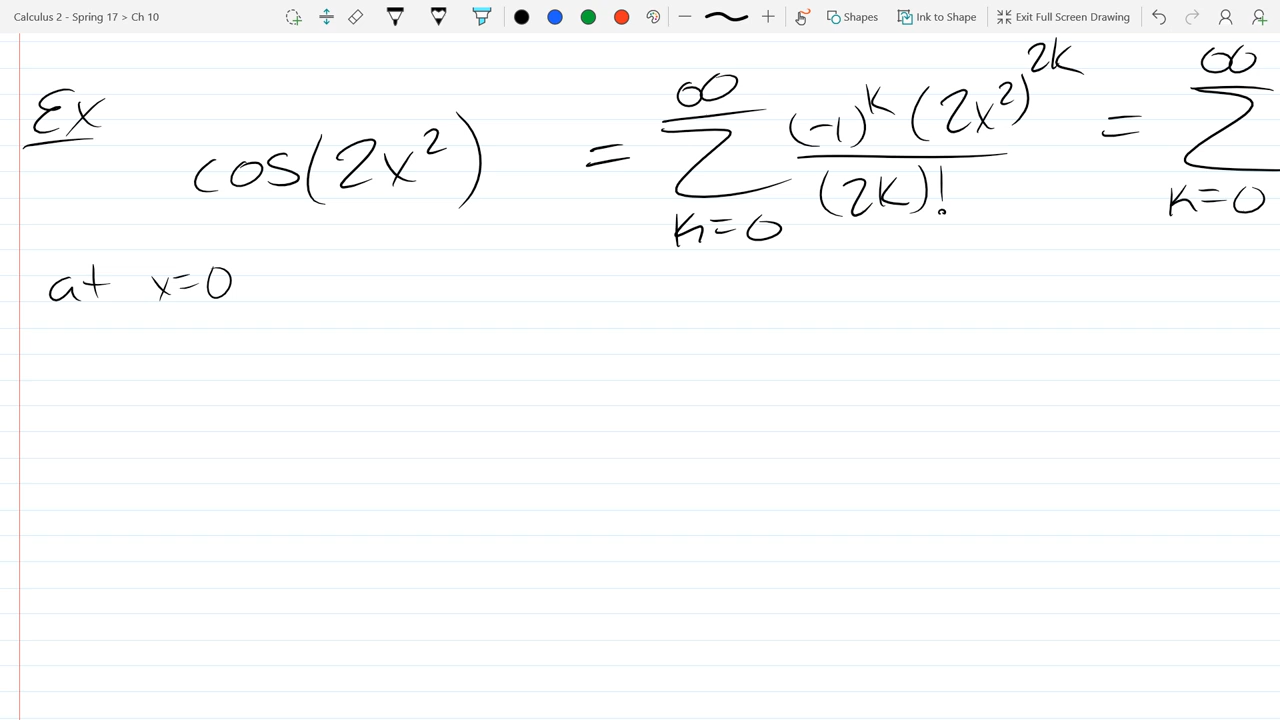 Calculus 2 - Spring 17 > Ch 10
Shapes
Ink to Shape
Exit Full Screen Drawing
Ex cos(2x²) = ∞ Σ k=0 (-1)^k (2x²)^2k / (2k)! = ∞ Σ k=0
at x=0